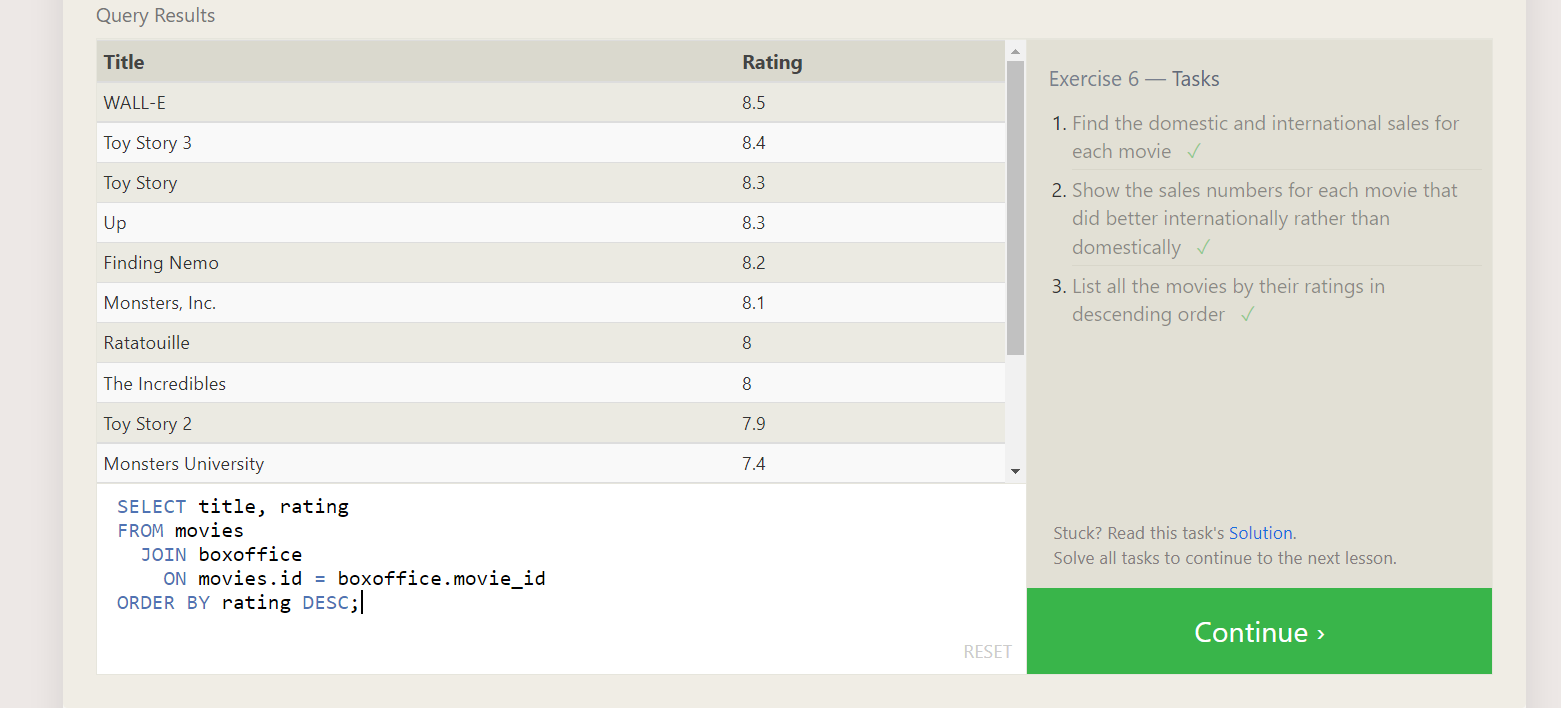 Query Results
Title Rating
WALL-E 8.5
Toy Story 3 8.4
Toy Story 8.3
Up 8.3
Finding Nemo 8.2
Monsters, Inc. 8.1
Ratatouille 8
The Incredibles 8
Toy Story 2 7.9
Monsters University 7.4
SELECT title, rating
FROM movies
  JOIN boxoffice
    ON movies.id = boxoffice.movie_id
ORDER BY rating DESC;
RESET
Exercise 6 — Tasks
1. Find the domestic and international sales for
each movie ✓
2. Show the sales numbers for each movie that
did better internationally rather than
domestically ✓
3. List all the movies by their ratings in
descending order ✓
Stuck? Read this task's Solution.
Solve all tasks to continue to the next lesson.
Continue ›